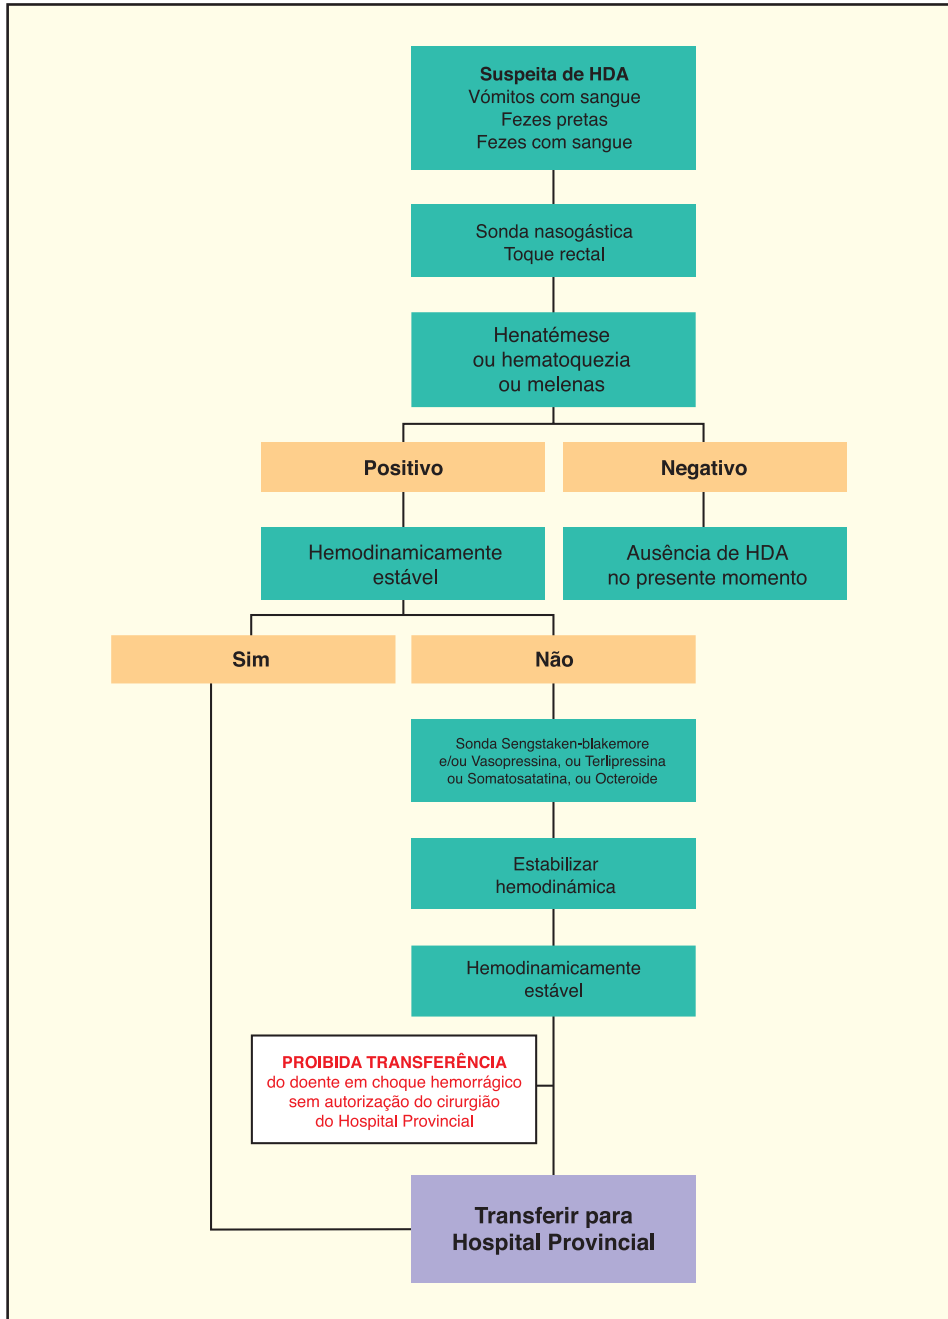 Suspeita de HDA
Vómitos com sangue
Fezes pretas
Fezes com sangue
Sonda nasogástica
Toque rectal
Henatémese
ou hematoquezia
ou melenas
Positivo
Negativo
Hemodinamicamente
estável
Ausência de HDA
no presente momento
Sim
Não
Sonda Sengstaken-blakemore
e/ou Vasopressina, ou Terlipressina
ou Somatosatatina, ou Octeroide
Estabilizar
hemodinámica
Hemodinamicamente
estável
PROIBIDA TRANSFERÊNCIA
do doente em choque hemorrágico
sem autorização do cirurgião
do Hospital Provincial
Transferir para
Hospital Provincial